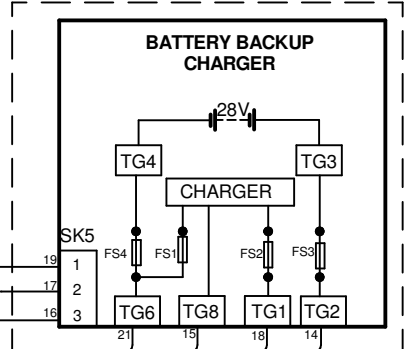 BATTERY BACKUP
CHARGER
28V
TG4 TG3
CHARGER
SK5
FS4 FS1 FS2 FS3
19 1
17 2
16 3
TG6 TG8 TG1 TG2
21 15 18 14